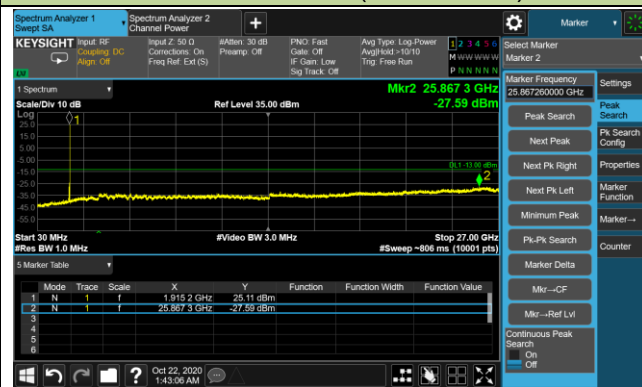 Spectrum Analyzer 1
Swept SA
Spectrum Analyzer 2
Channel Power
+
Marker
KEYSIGHT
Input: RF
Coupling: DC
Align: Off
Input Z: 50 Ω
Corrections: On
Freq Ref: Ext (S)
#Atten: 30 dB
Preamp: Off
PNO: Fast
Gate: Off
IF Gain: Low
Sig Track: Off
Avg Type: Log-Power
Avg|Hold:>10/10
Trig: Free Run
1 2 3 4 5 6
M W W W W W
P N N N N N
LXI
Select Marker
Marker 2
1 Spectrum
Mkr2 25.867 3 GHz
-27.59 dBm
Scale/Div 10 dB
Ref Level 35.00 dBm
Log
25.0
15.0
5.00
-5.00
-15.0
-25.0
-35.0
-45.0
-55.0
1
DL1 -13.00 dBm
2
Start 30 MHz
#Video BW 3.0 MHz
Stop 27.00 GHz
#Res BW 1.0 MHz
#Sweep ~806 ms (10001 pts)
5 Marker Table
Mode Trace Scale X Y Function Function Width Function Value
1 N 1 f 1.915 2 GHz 25.11 dBm
2 N 1 f 25.867 3 GHz -27.59 dBm
3
4
5
6
Marker Frequency
25.867260000 GHz
Peak Search
Next Peak
Next Pk Right
Next Pk Left
Minimum Peak
Pk-Pk Search
Marker Delta
Mkr→CF
Mkr→Ref Lvl
Continuous Peak
Search
On
Off
Settings
Peak
Search
Pk Search
Config
Properties
Marker
Function
Marker→
Counter
?
Oct 22, 2020
1:43:06 AM